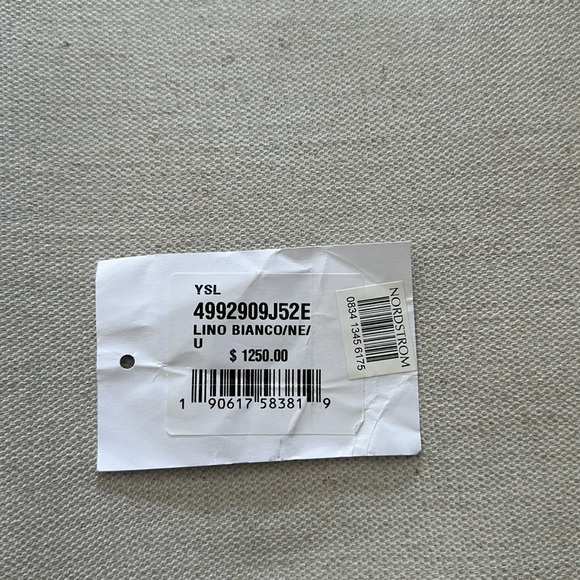 YSL
4992909J52E
LINO BIANCO/NE/
U
$ 1250.00
1 90617 58381 9
NORDSTROM
0834 1345 6175